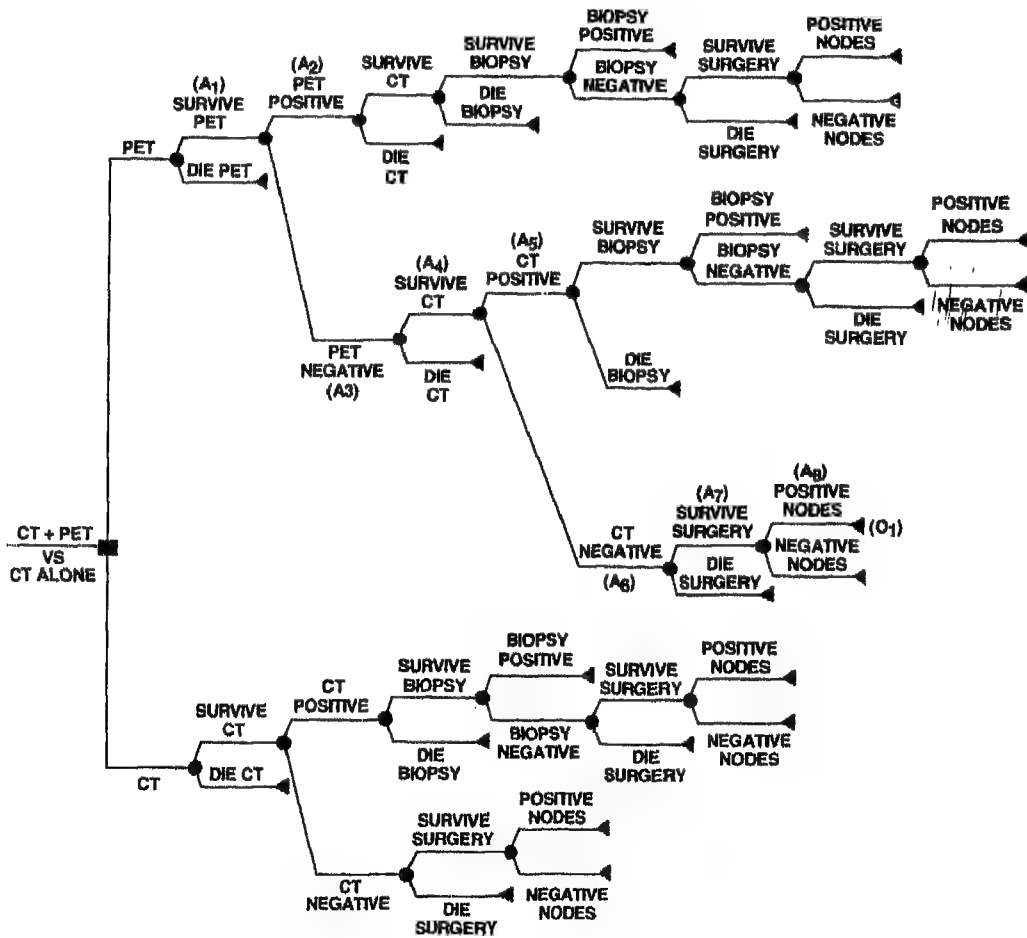 CT + PET
VS
CT ALONE
PET
(A1)
SURVIVE
PET
DIE PET
(A2)
PET
POSITIVE
SURVIVE
CT
DIE
CT
SURVIVE
BIOPSY
DIE
BIOPSY
BIOPSY
POSITIVE
BIOPSY
NEGATIVE
SURVIVE
SURGERY
DIE
SURGERY
POSITIVE
NODES
NEGATIVE
NODES
PET
NEGATIVE
(A3)
(A4)
SURVIVE
CT
DIE
CT
(A5)
CT
POSITIVE
SURVIVE
BIOPSY
DIE
BIOPSY
BIOPSY
POSITIVE
BIOPSY
NEGATIVE
SURVIVE
SURGERY
DIE
SURGERY
POSITIVE
NODES
NEGATIVE
NODES
CT
NEGATIVE
(A6)
(A7)
SURVIVE
SURGERY
DIE
SURGERY
(A8)
POSITIVE
NODES
(O1)
NEGATIVE
NODES
CT
SURVIVE
CT
DIE CT
CT
POSITIVE
SURVIVE
BIOPSY
DIE
BIOPSY
BIOPSY
POSITIVE
BIOPSY
NEGATIVE
SURVIVE
SURGERY
DIE
SURGERY
POSITIVE
NODES
NEGATIVE
NODES
CT
NEGATIVE
SURVIVE
SURGERY
DIE
SURGERY
POSITIVE
NODES
NEGATIVE
NODES